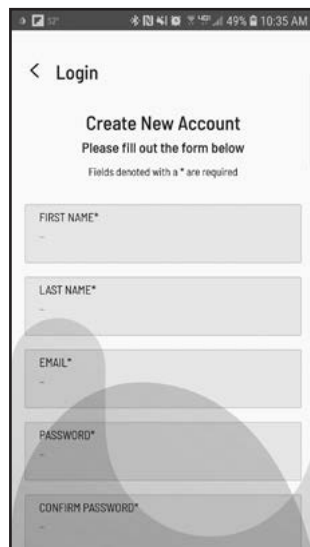 52° 49% 10:35 AM
< Login
Create New Account
Please fill out the form below
Fields denoted with a * are required
FIRST NAME*
--
LAST NAME*
--
EMAIL*
--
PASSWORD*
--
CONFIRM PASSWORD*
--